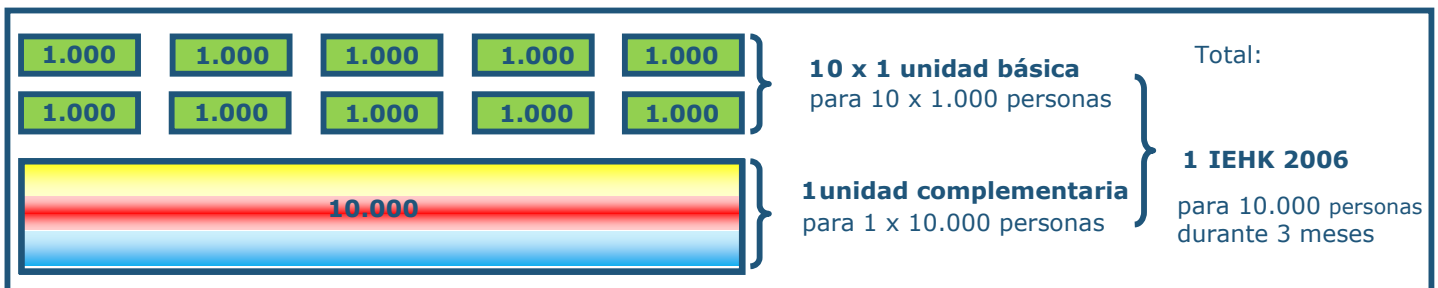 1.000 1.000 1.000 1.000 1.000
1.000 1.000 1.000 1.000 1.000
10 x 1 unidad básica
para 10 x 1.000 personas
10.000
1unidad complementaria
para 1 x 10.000 personas
Total:
1 IEHK 2006
para 10.000 personas
durante 3 meses